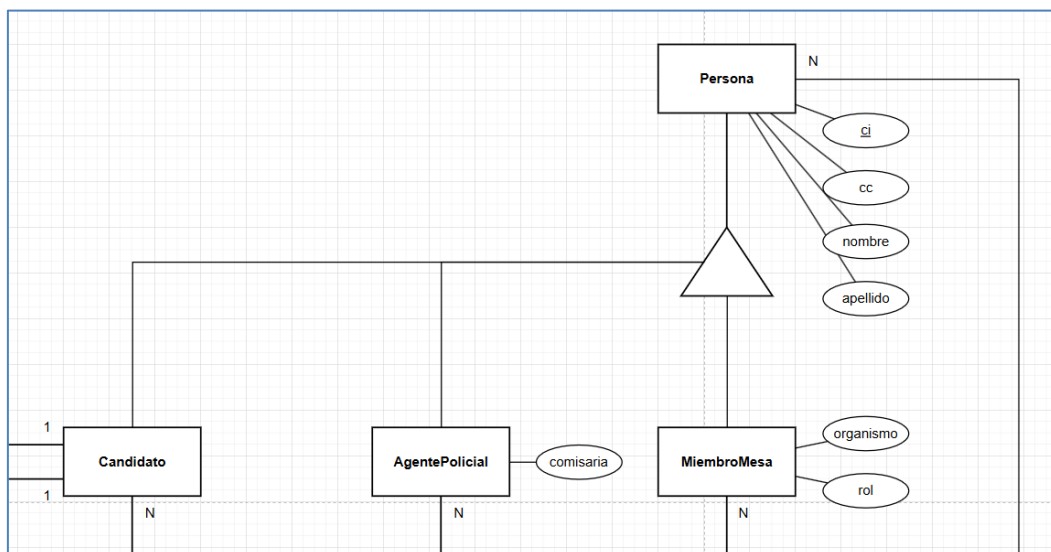 Persona
N
ci
cc
nombre
apellido
1
Candidato
1
N
AgentePolicial
comisaria
N
MiembroMesa
organismo
rol
N